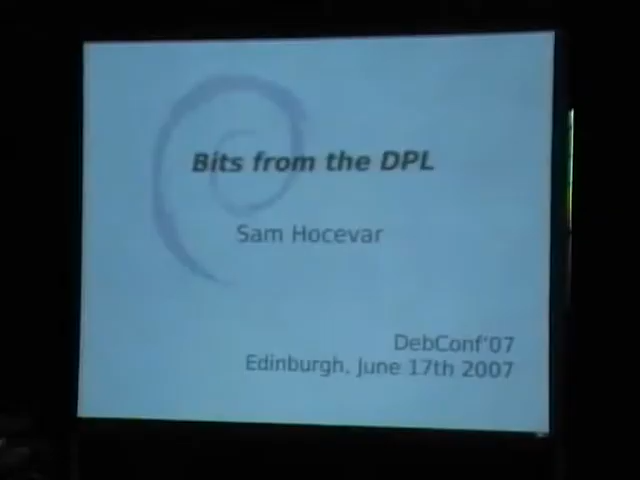 Bits from the DPL
Sam Hocevar
DebConf'07
Edinburgh, June 17th 2007